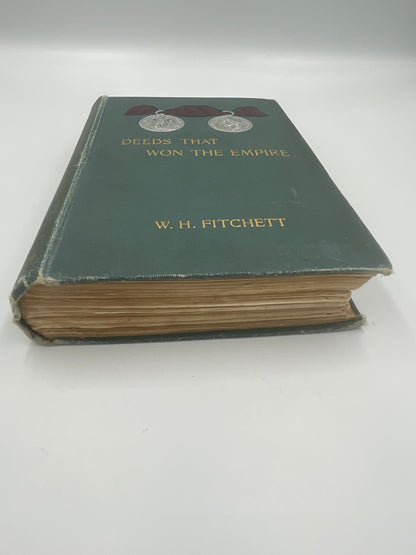 DEEDS THAT
WON THE EMPIRE
W. H. FITCHETT